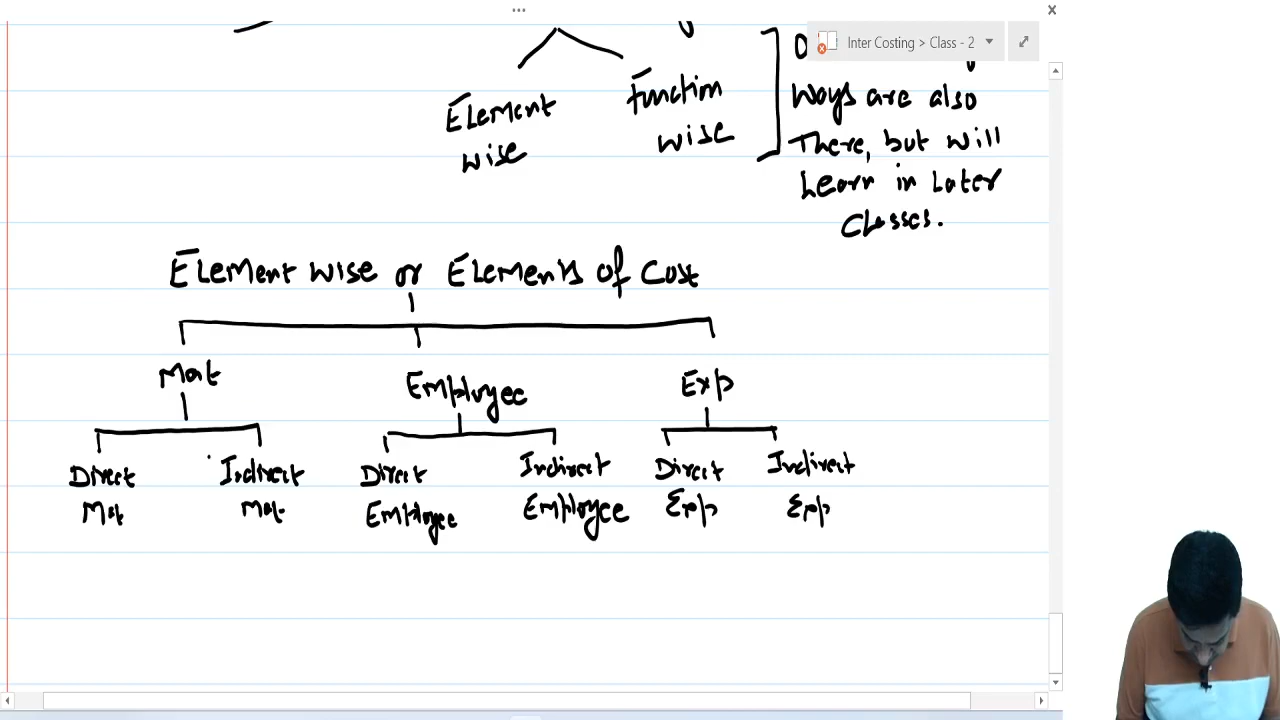 Inter Costing > Class - 2
Element
wise
Function
wise
ways are also
There, but will
Learn in Later
Classes.
Element wise or Elements of Cost
Mat
Employee
Exp
Direct
Mat
Indirect
Mat
Direct
Employee
Indirect
Employee
Direct
Exp
Indirect
Exp